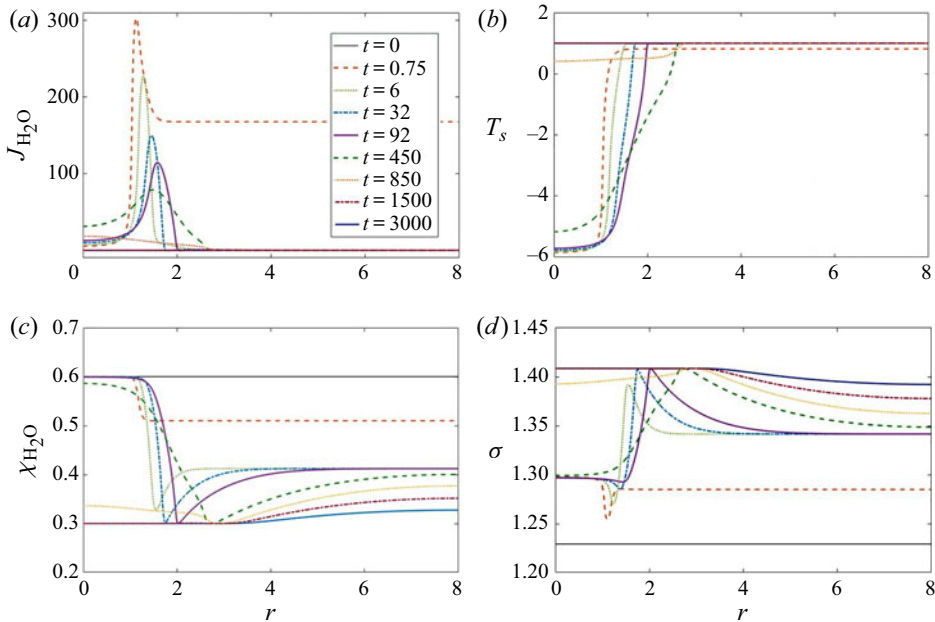 (a)
300
200
100
J_H₂O
0 2 4 6 8
t = 0
t = 0.75
t = 6
t = 32
t = 92
t = 450
t = 850
t = 1500
t = 3000
(b)
2
0
−2
−4
−6
T_s
0 2 4 6 8
(c)
0.7
0.6
0.5
0.4
0.3
0.2
χ_H₂O
0 2 4 6 8
r
(d)
1.45
1.40
1.35
1.30
1.25
1.20
σ
0 2 4 6 8
r